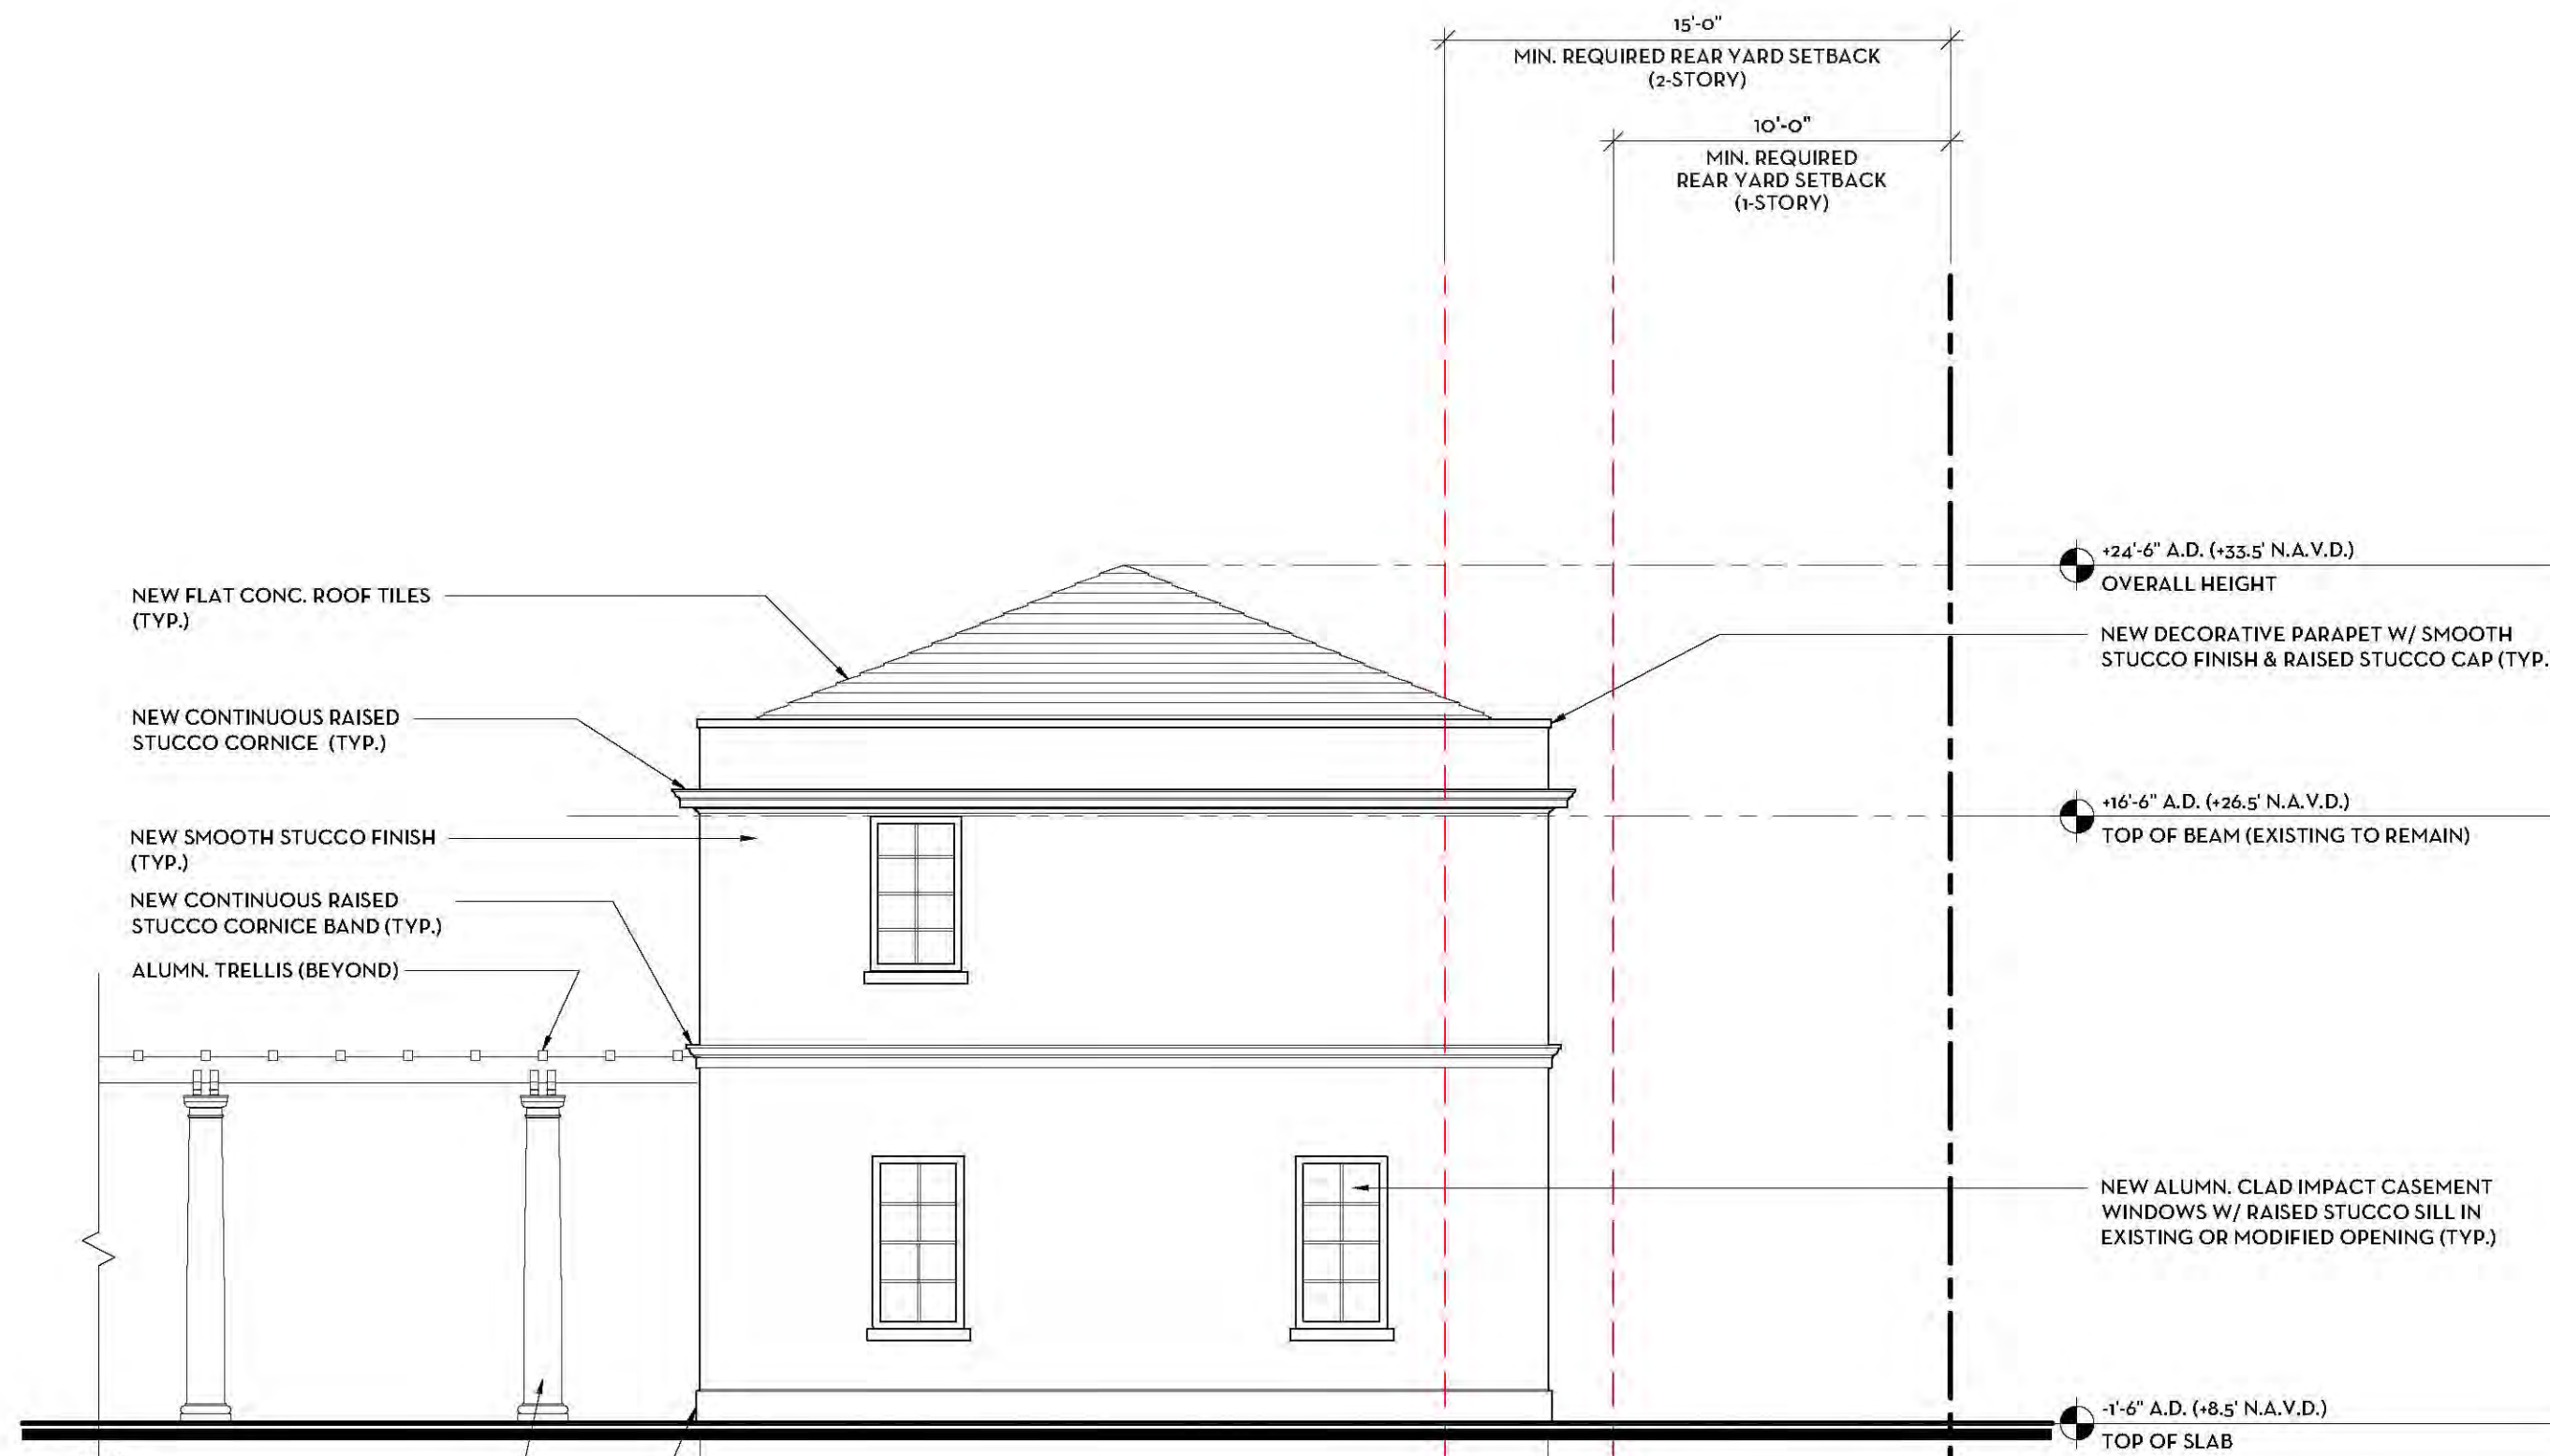 15'-0"
MIN. REQUIRED REAR YARD SETBACK
(2-STORY)
10'-0"
MIN. REQUIRED
REAR YARD SETBACK
(1-STORY)
+24'-6" A.D. (+33.5' N.A.V.D.)
OVERALL HEIGHT
NEW FLAT CONC. ROOF TILES
(TYP.)
NEW DECORATIVE PARAPET W/ SMOOTH
STUCCO FINISH & RAISED STUCCO CAP (TYP.
NEW CONTINUOUS RAISED
STUCCO CORNICE (TYP.)
+16'-6" A.D. (+26.5' N.A.V.D.)
TOP OF BEAM (EXISTING TO REMAIN)
NEW SMOOTH STUCCO FINISH
(TYP.)
NEW CONTINUOUS RAISED
STUCCO CORNICE BAND (TYP.)
ALUMN. TRELLIS (BEYOND)
NEW ALUMN. CLAD IMPACT CASEMENT
WINDOWS W/ RAISED STUCCO SILL IN
EXISTING OR MODIFIED OPENING (TYP.)
-1'-6" A.D. (+8.5' N.A.V.D.)
TOP OF SLAB